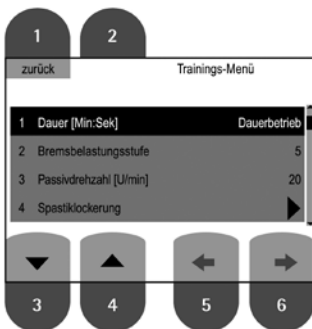 1 2
zurück Trainings-Menü
1 Dauer [Min:Sek] Dauerbetrieb
2 Bremsbelastungsstufe 5
3 Passivdrehzahl [U/min] 20
4 Spastiklockerung
3 4 5 6